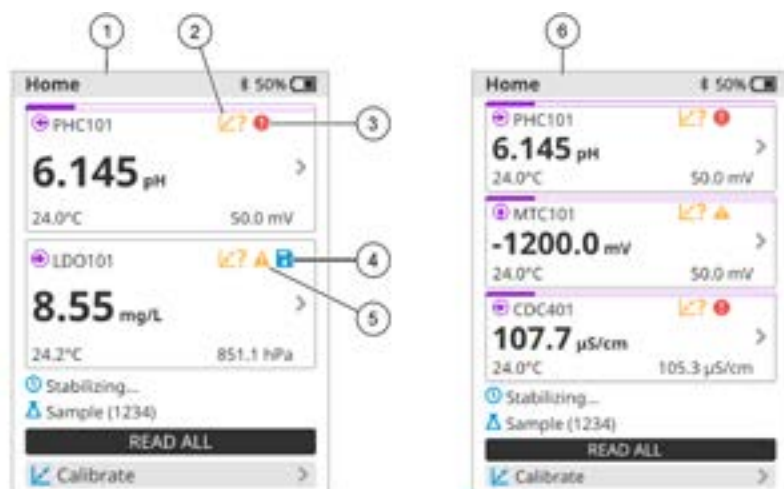 1
2
6
Home
50%
PHC101
?
3
6.145 pH
24.0°C
50.0 mV
LDO101
?
4
8.55 mg/L
5
24.2°C
851.1 hPa
Stabilizing...
Sample (1234)
READ ALL
Calibrate
Home
50%
PHC101
?
6.145 pH
24.0°C
50.0 mV
MTC101
?
-1200.0 mV
24.0°C
50.0 mV
CDC401
?
107.7 µS/cm
24.0°C
105.3 µS/cm
Stabilizing...
Sample (1234)
READ ALL
Calibrate